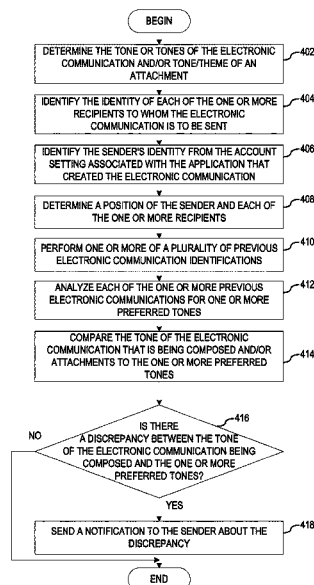 BEGIN
DETERMINE THE TONE OR TONES OF THE ELECTRONIC
COMMUNICATION AND/OR TONE/THEME OF AN
ATTACHMENT
402
IDENTIFY THE IDENTITY OF EACH OF THE ONE OR MORE
RECIPIENTS TO WHOM THE ELECTRONIC
COMMUNICATION IS TO BE SENT
404
IDENTIFY THE SENDER'S IDENTITY FROM THE ACCOUNT
SETTING ASSOCIATED WITH THE APPLICATION THAT
CREATED THE ELECTRONIC COMMUNICATION
406
DETERMINE A POSITION OF THE SENDER AND EACH OF
THE ONE OR MORE RECIPIENTS
408
PERFORM ONE OR MORE OF A PLURALITY OF PREVIOUS
ELECTRONIC COMMUNICATION IDENTIFICATIONS
410
ANALYZE EACH OF THE ONE OR MORE PREVIOUS
ELECTRONIC COMMUNICATIONS FOR ONE OR MORE
PREFERRED TONES
412
COMPARE THE TONE OF THE ELECTRONIC
COMMUNICATION THAT IS BEING COMPOSED AND/OR
ATTACHMENTS TO THE ONE OR MORE PREFERRED
TONES
414
416
IS THERE
A DISCREPANCY BETWEEN THE TONE
OF THE ELECTRONIC COMMUNICATION BEING
COMPOSED AND THE ONE OR MORE
PREFERRED TONES?
NO
YES
SEND A NOTIFICATION TO THE SENDER ABOUT THE
DISCREPANCY
418
END